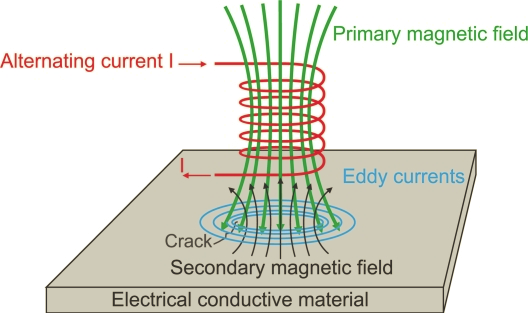 Primary magnetic field
Alternating current I
I
Eddy currents
Crack
Secondary magnetic field
Electrical conductive material